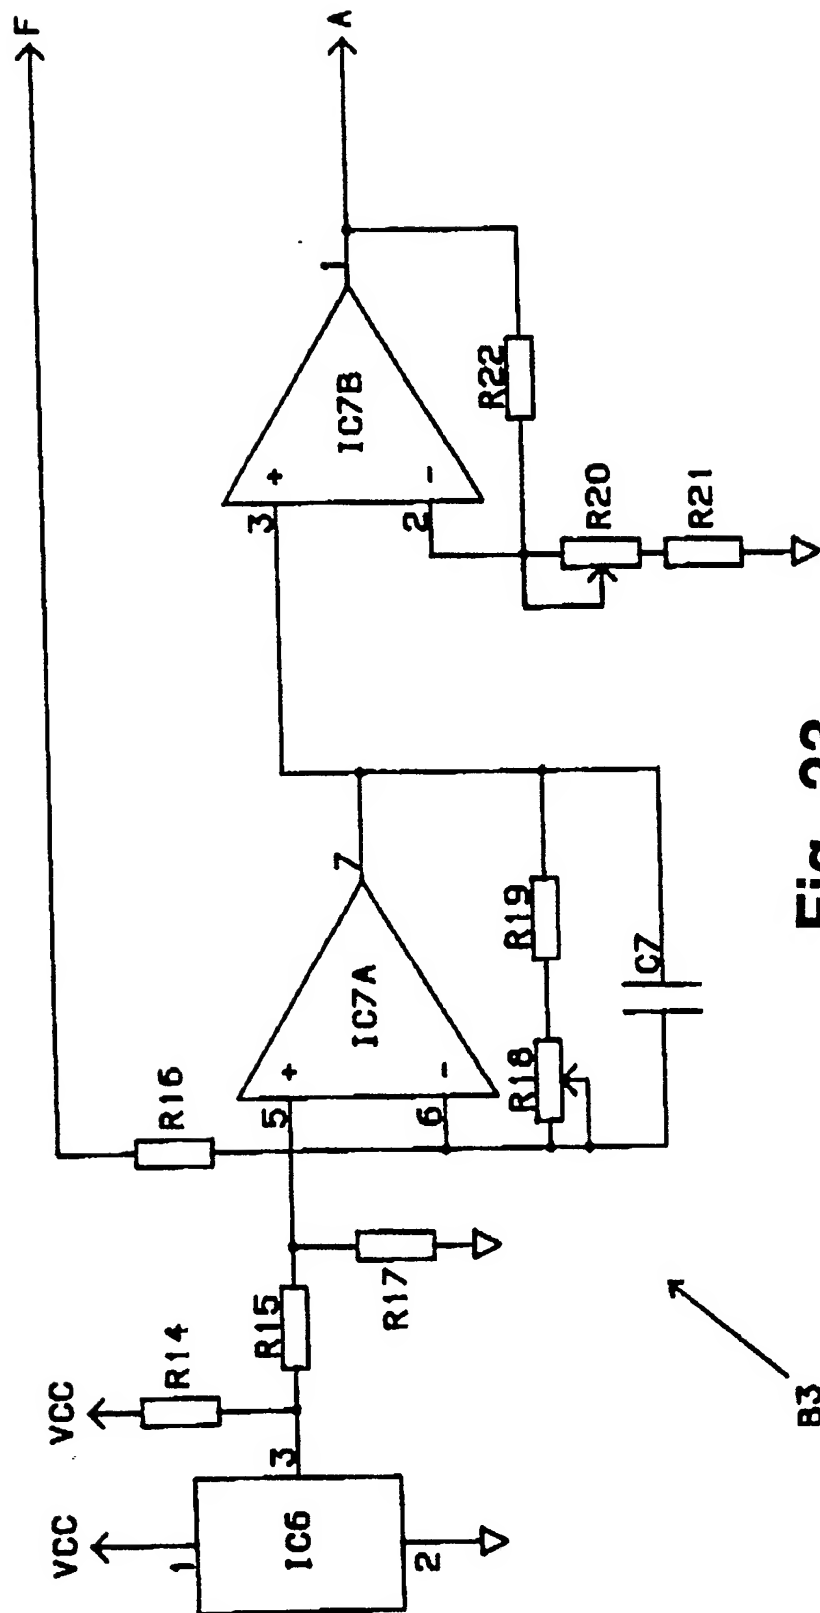 F
A
VCC
VCC
1
IC6
3
2
R14
R15
R17
R16
5
+
6
-
IC7A
7
R18
R19
C7
3
+
2
-
IC7B
1
R22
R20
R21
B3